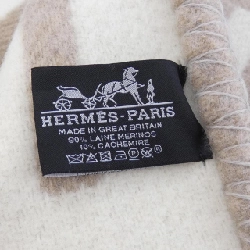 HERMES-PARIS
MADE IN GREAT BRITAIN
90% LAINE MERINOS
10% CACHEMIRE